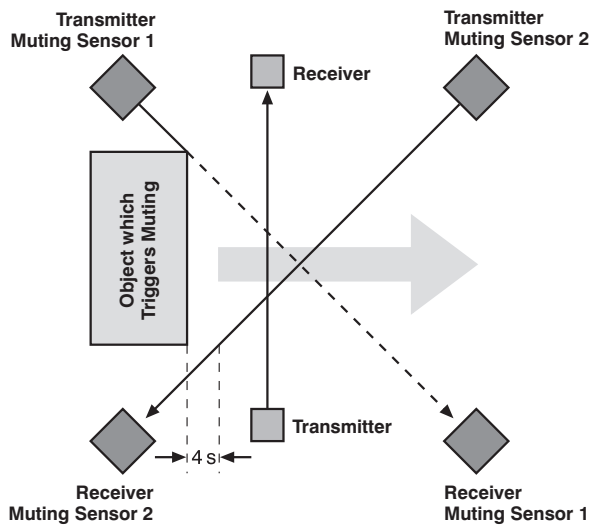 Transmitter
Muting Sensor 1
Transmitter
Muting Sensor 2
Receiver
Object which
Triggers Muting
Transmitter
4 s
Receiver
Muting Sensor 2
Receiver
Muting Sensor 1